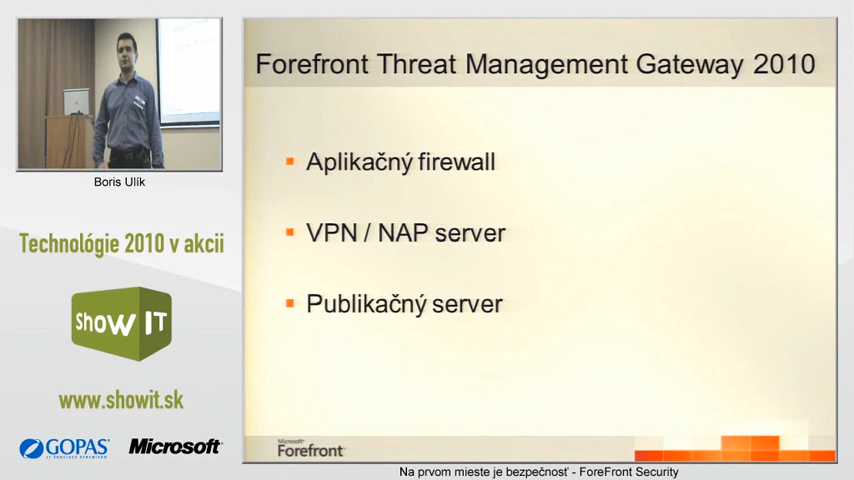 Forefront Threat Management Gateway 2010
Aplikačný firewall
VPN / NAP server
Publikačný server
Boris Ulík
Technológie 2010 v akcii
ShoW IT
www.showit.sk
GOPAS
Microsoft
Microsoft
Forefront
Na prvom mieste je bezpečnosť - ForeFront Security